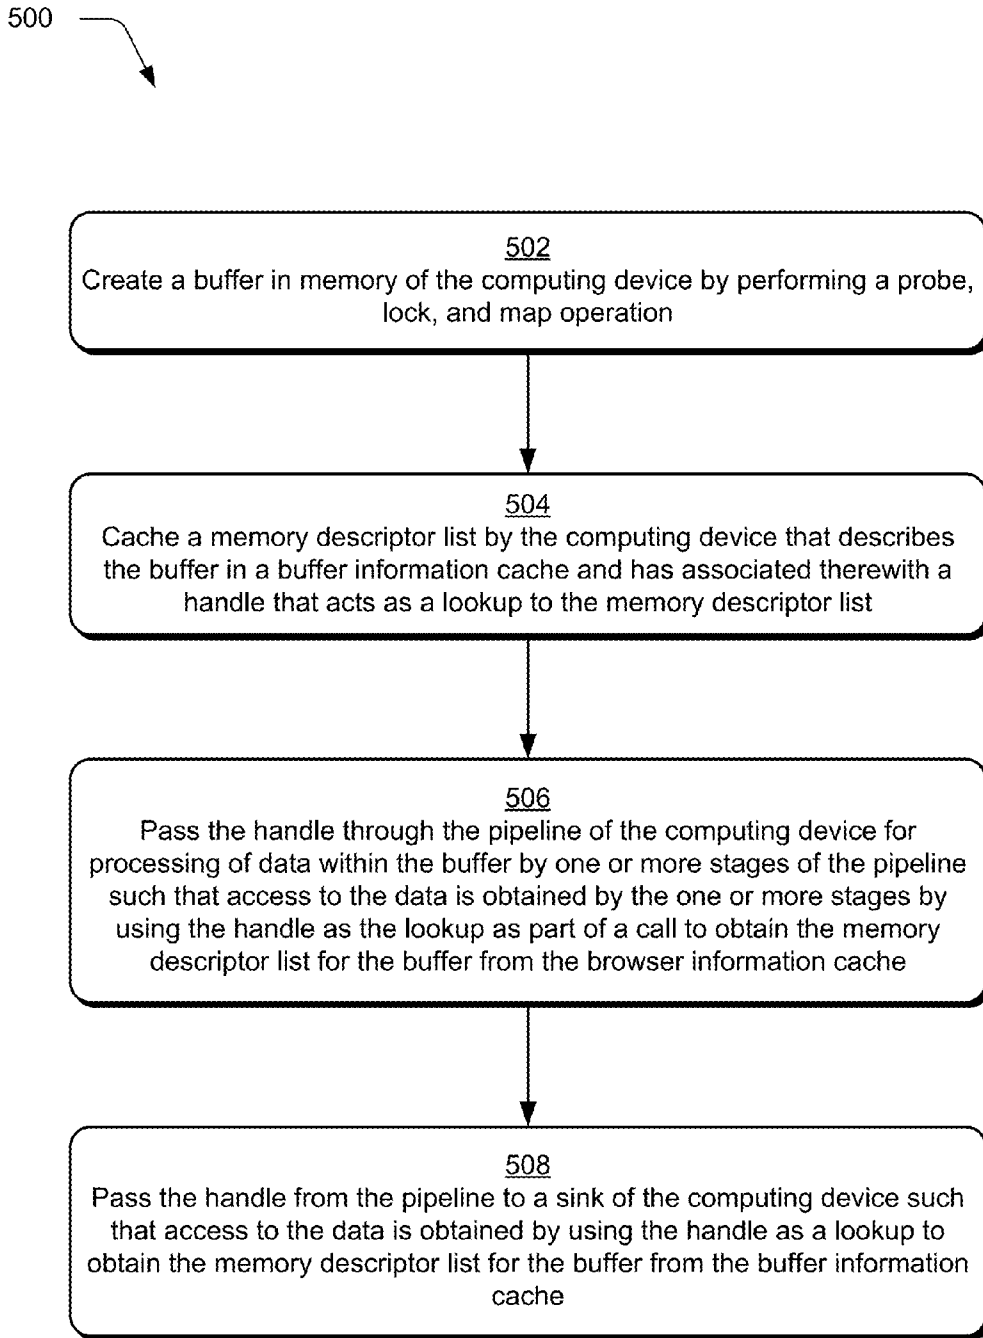 500
502
Create a buffer in memory of the computing device by performing a probe,
lock, and map operation
504
Cache a memory descriptor list by the computing device that describes
the buffer in a buffer information cache and has associated therewith a
handle that acts as a lookup to the memory descriptor list
506
Pass the handle through the pipeline of the computing device for
processing of data within the buffer by one or more stages of the pipeline
such that access to the data is obtained by the one or more stages by
using the handle as the lookup as part of a call to obtain the memory
descriptor list for the buffer from the browser information cache
508
Pass the handle from the pipeline to a sink of the computing device such
that access to the data is obtained by using the handle as a lookup to
obtain the memory descriptor list for the buffer from the buffer information
cache